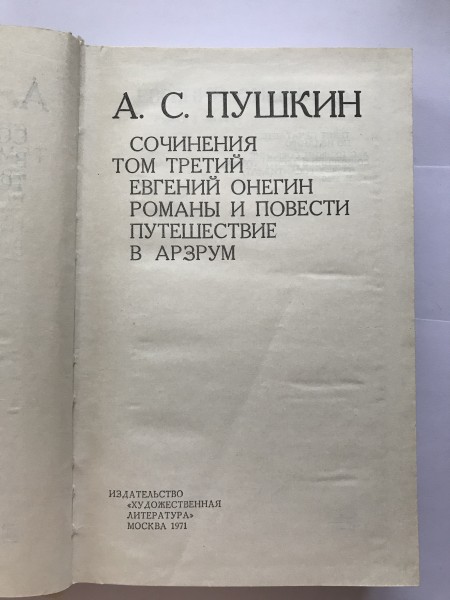 А. С. ПУШКИН
СОЧИНЕНИЯ
ТОМ ТРЕТИЙ
ЕВГЕНИЙ ОНЕГИН
РОМАНЫ И ПОВЕСТИ
ПУТЕШЕСТВИЕ
В АРЗРУМ
ИЗДАТЕЛЬСТВО
«ХУДОЖЕСТВЕННАЯ
ЛИТЕРАТУРА»
МОСКВА 1971